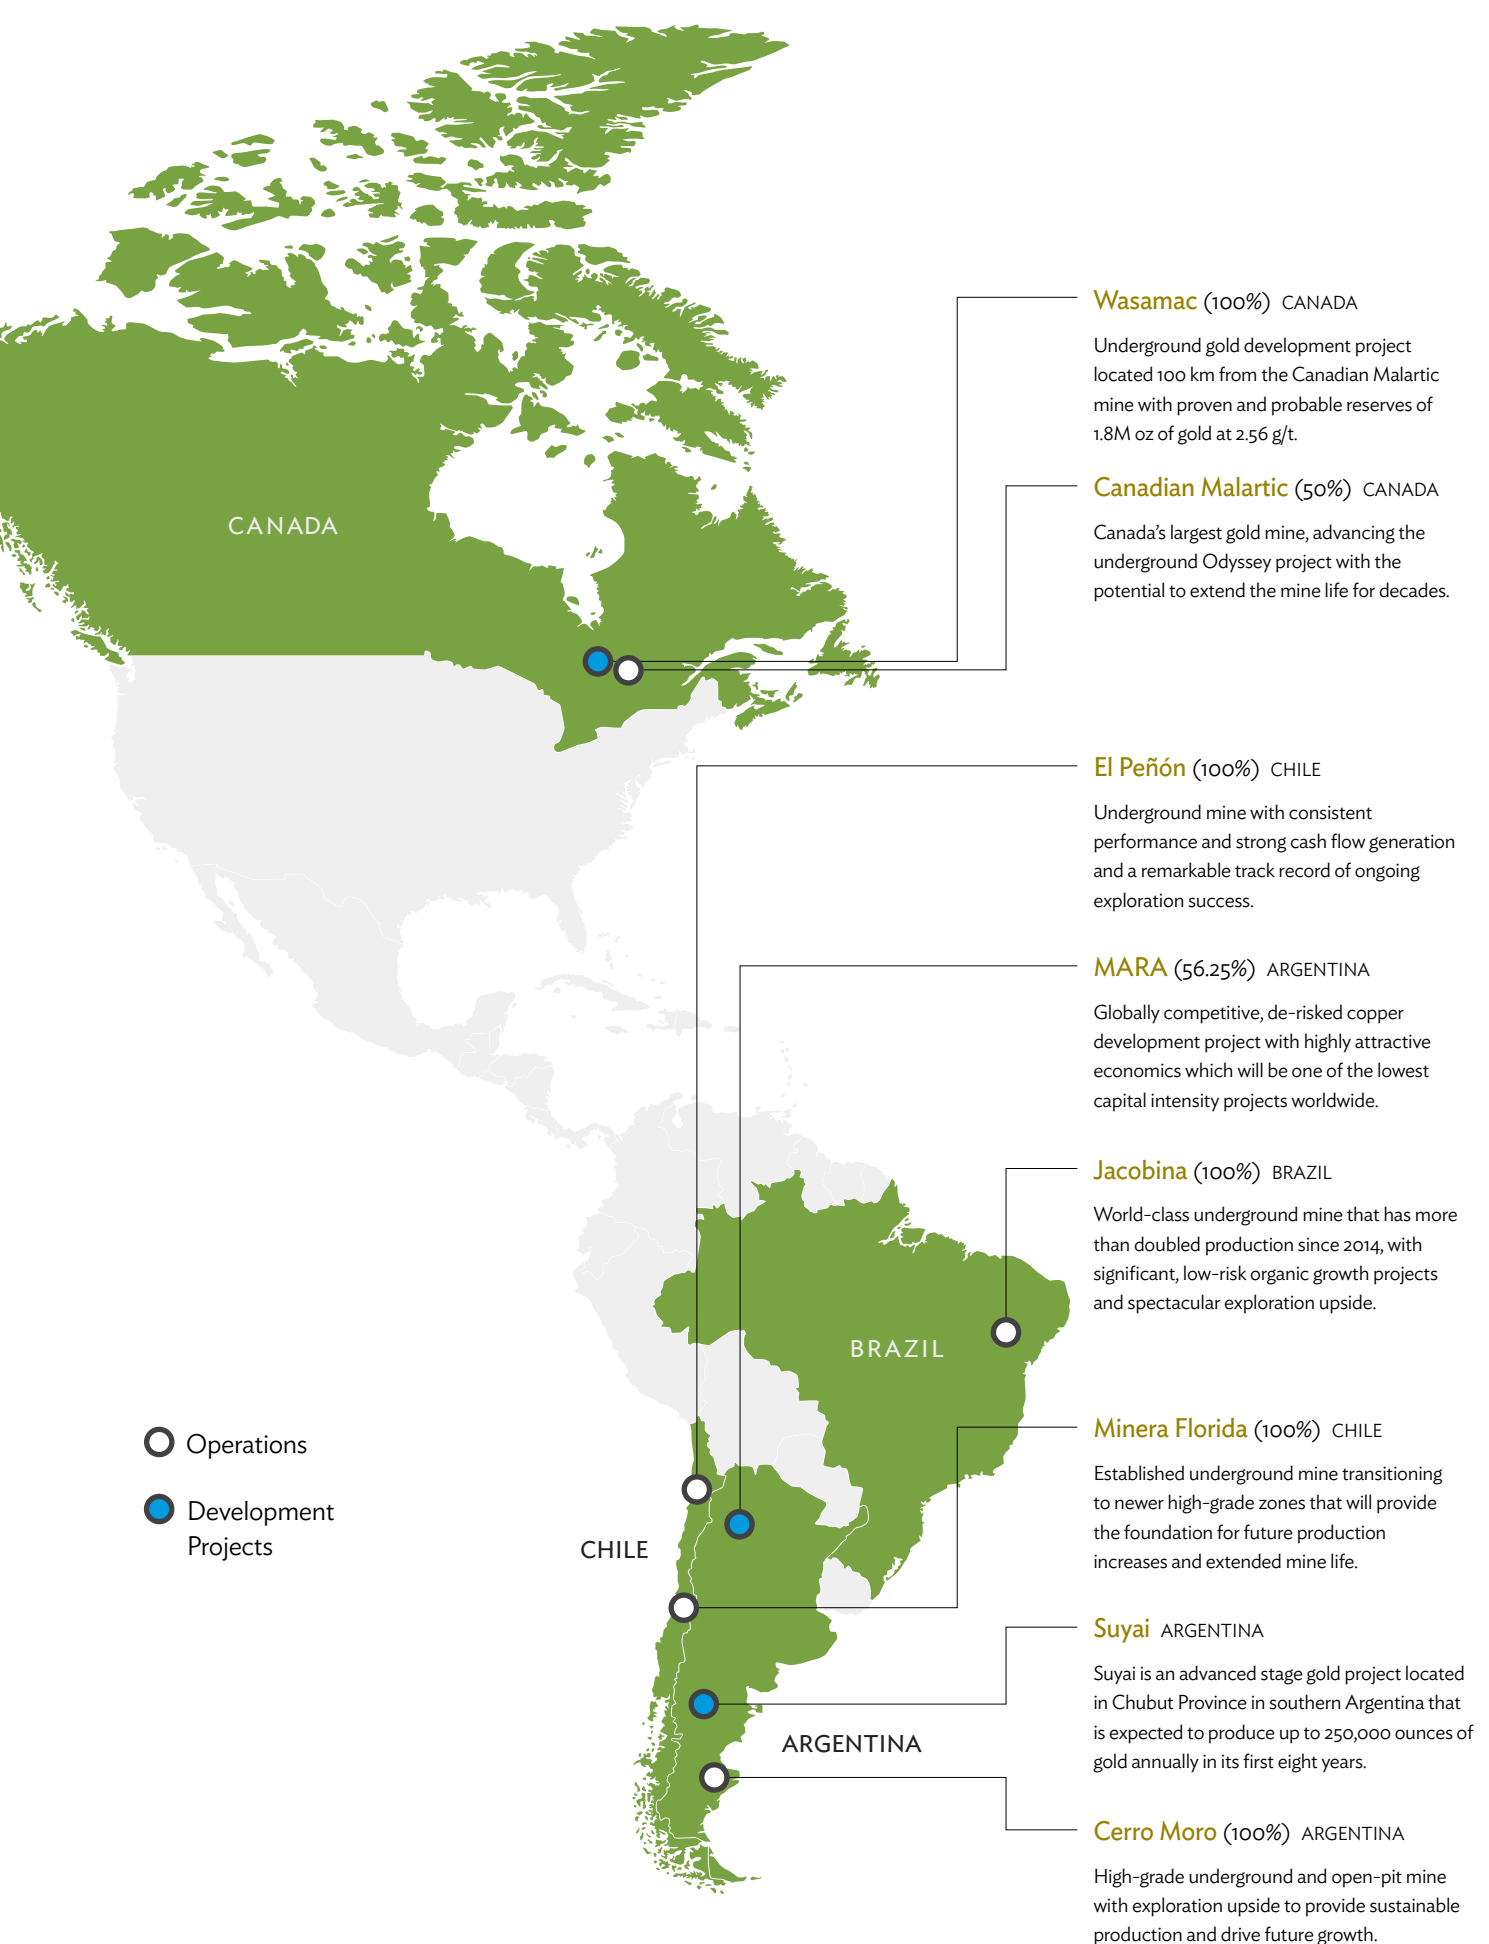 Wasamac (100%) CANADA
Underground gold development project
located 100 km from the Canadian Malartic
mine with proven and probable reserves of
1.8M oz of gold at 2.56 g/t.
Canadian Malartic (50%) CANADA
Canada’s largest gold mine, advancing the
underground Odyssey project with the
potential to extend the mine life for decades.
CANADA
El Peñón (100%) CHILE
Underground mine with consistent
performance and strong cash flow generation
and a remarkable track record of ongoing
exploration success.
MARA (56.25%) ARGENTINA
Globally competitive, de-risked copper
development project with highly attractive
economics which will be one of the lowest
capital intensity projects worldwide.
Jacobina (100%) BRAZIL
World-class underground mine that has more
than doubled production since 2014, with
significant, low-risk organic growth projects
and spectacular exploration upside.
BRAZIL
Minera Florida (100%) CHILE
Established underground mine transitioning
to newer high-grade zones that will provide
the foundation for future production
increases and extended mine life.
Operations
Development
Projects
CHILE
Suyai ARGENTINA
Suyai is an advanced stage gold project located
in Chubut Province in southern Argentina that
is expected to produce up to 250,000 ounces of
gold annually in its first eight years.
ARGENTINA
Cerro Moro (100%) ARGENTINA
High-grade underground and open-pit mine
with exploration upside to provide sustainable
production and drive future growth.